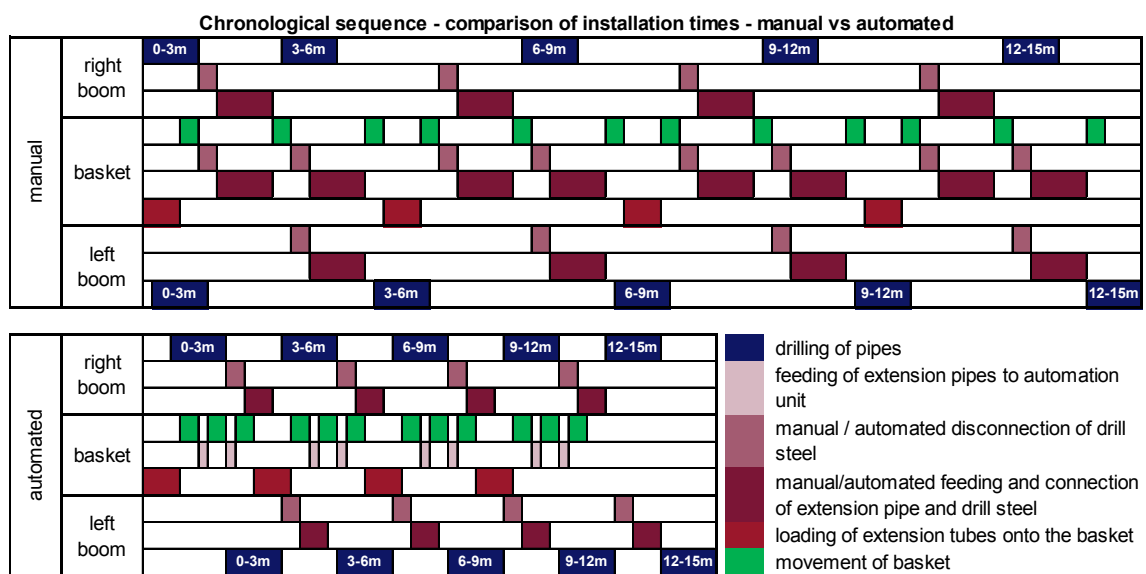 Chronological sequence - comparison of installation times - manual vs automated
manual
right
boom
0-3m 3-6m 6-9m 9-12m 12-15m
basket
left
boom
0-3m 3-6m 6-9m 9-12m 12-15m
automated
right
boom
0-3m 3-6m 6-9m 9-12m 12-15m
basket
left
boom
0-3m 3-6m 6-9m 9-12m 12-15m
drilling of pipes
feeding of extension pipes to automation
unit
manual / automated disconnection of drill
steel
manual/automated feeding and connection
of extension pipe and drill steel
loading of extension tubes onto the basket
movement of basket